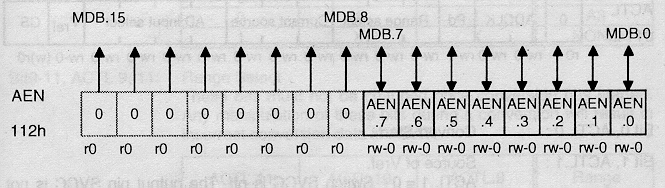 MDB.15 MDB.8
MDB.7 MDB.0
AEN 0 0 0 0 0 0 0 0 AEN AEN AEN AEN AEN AEN AEN AEN
112h .7 .6 .5 .4 .3 .2 .1 .0
r0 r0 r0 r0 r0 r0 r0 r0 rw-0 rw-0 rw-0 rw-0 rw-0 rw-0 rw-0 rw-0